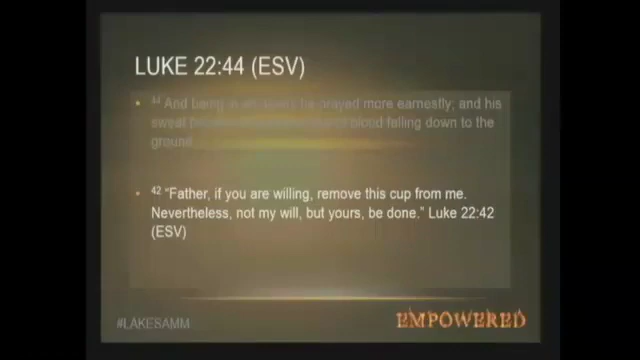 LUKE 22:44 (ESV)
• 44 And being in an agony he prayed more earnestly; and his
sweat blood falling down to the
ground
• 42 “Father, if you are willing, remove this cup from me.
Nevertheless, not my will, but yours, be done.” Luke 22:42
(ESV)
#LAKESAMM
EMPOWERED